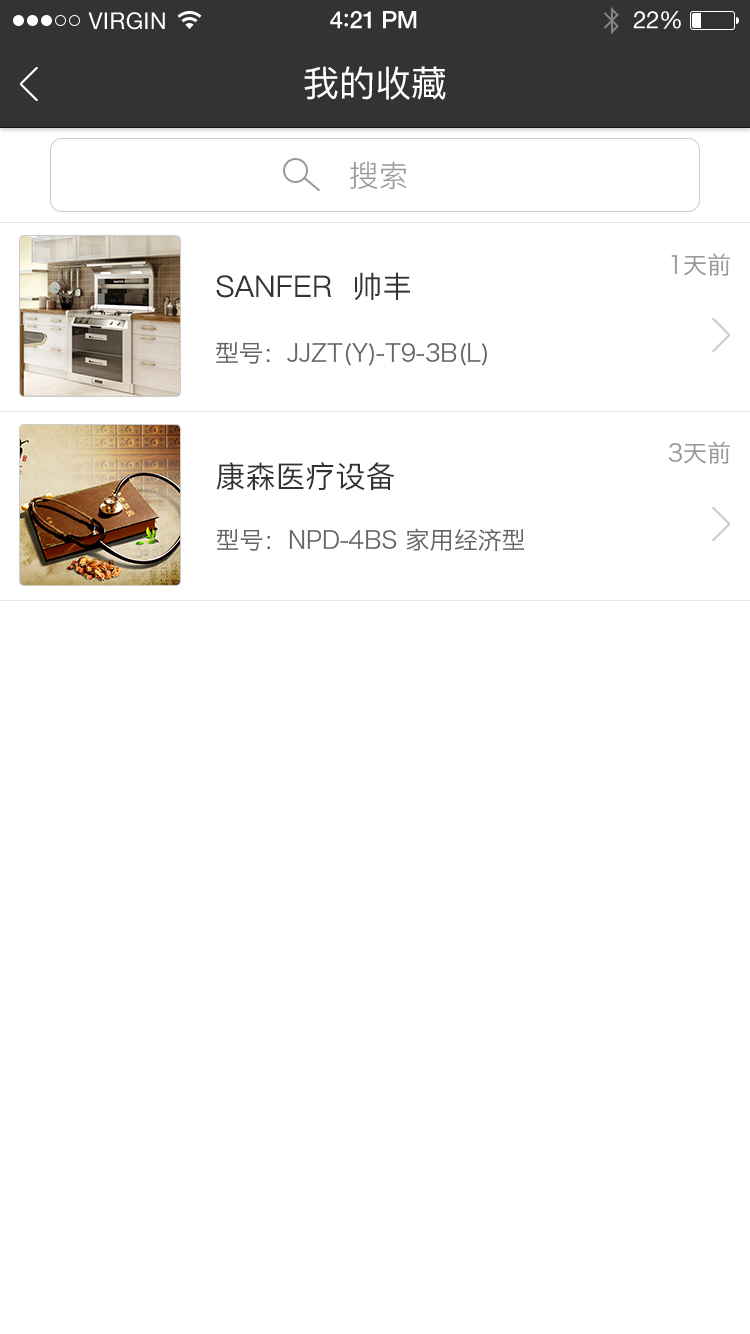 VIRGIN 4:21 PM 22%
我的收藏
搜索
1天前
SANFER 帅丰
型号：JJZT(Y)-T9-3B(L)
3天前
康森医疗设备
型号：NPD-4BS 家用经济型